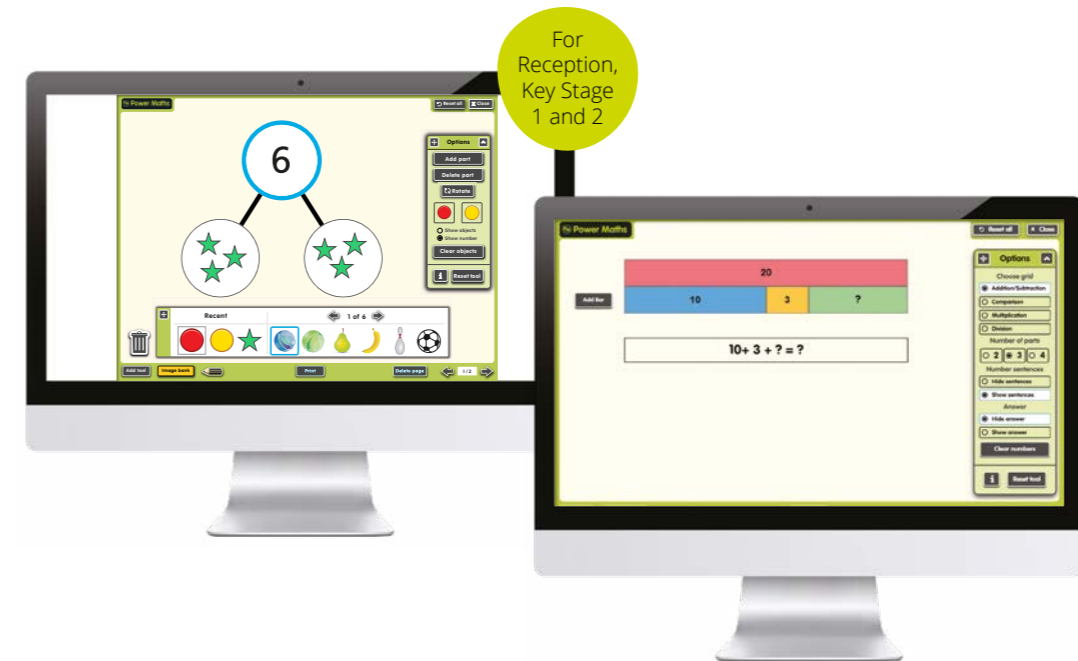 For
Reception,
Key Stage
1 and 2
Power Maths
Reset all
Close
6
Options
Add part
Delete part
Rotate
Show objects
Show number
Clear objects
i
Reset tool
Recent
1 of 6
Add tool
Image bank
Print
Delete page
1/2
Power Maths
Reset all
Close
20
Add Bar
10
3
?
10+ 3 + ? = ?
Options
Choose grid
Addition/Subtraction
Comparison
Multiplication
Division
Number of parts
2
3
4
Number sentences
Hide sentences
Show sentences
Answer
Hide answer
Show answer
Clear numbers
i
Reset tool